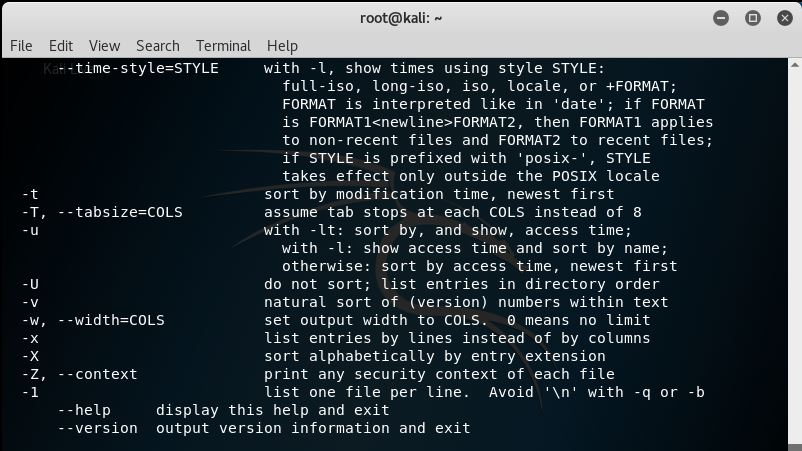 root@kali: ~
File Edit View Search Terminal Help
--time-style=STYLE with -l, show times using style STYLE:
full-iso, long-iso, iso, locale, or +FORMAT;
FORMAT is interpreted like in 'date'; if FORMAT
is FORMAT1<newline>FORMAT2, then FORMAT1 applies
to non-recent files and FORMAT2 to recent files;
if STYLE is prefixed with 'posix-', STYLE
takes effect only outside the POSIX locale
-t sort by modification time, newest first
-T, --tabsize=COLS assume tab stops at each COLS instead of 8
-u with -lt: sort by, and show, access time;
with -l: show access time and sort by name;
otherwise: sort by access time, newest first
-U do not sort; list entries in directory order
-v natural sort of (version) numbers within text
-w, --width=COLS set output width to COLS.  0 means no limit
-x list entries by lines instead of by columns
-X sort alphabetically by entry extension
-Z, --context print any security context of each file
-1 list one file per line.  Avoid '\n' with -q or -b
--help display this help and exit
--version output version information and exit